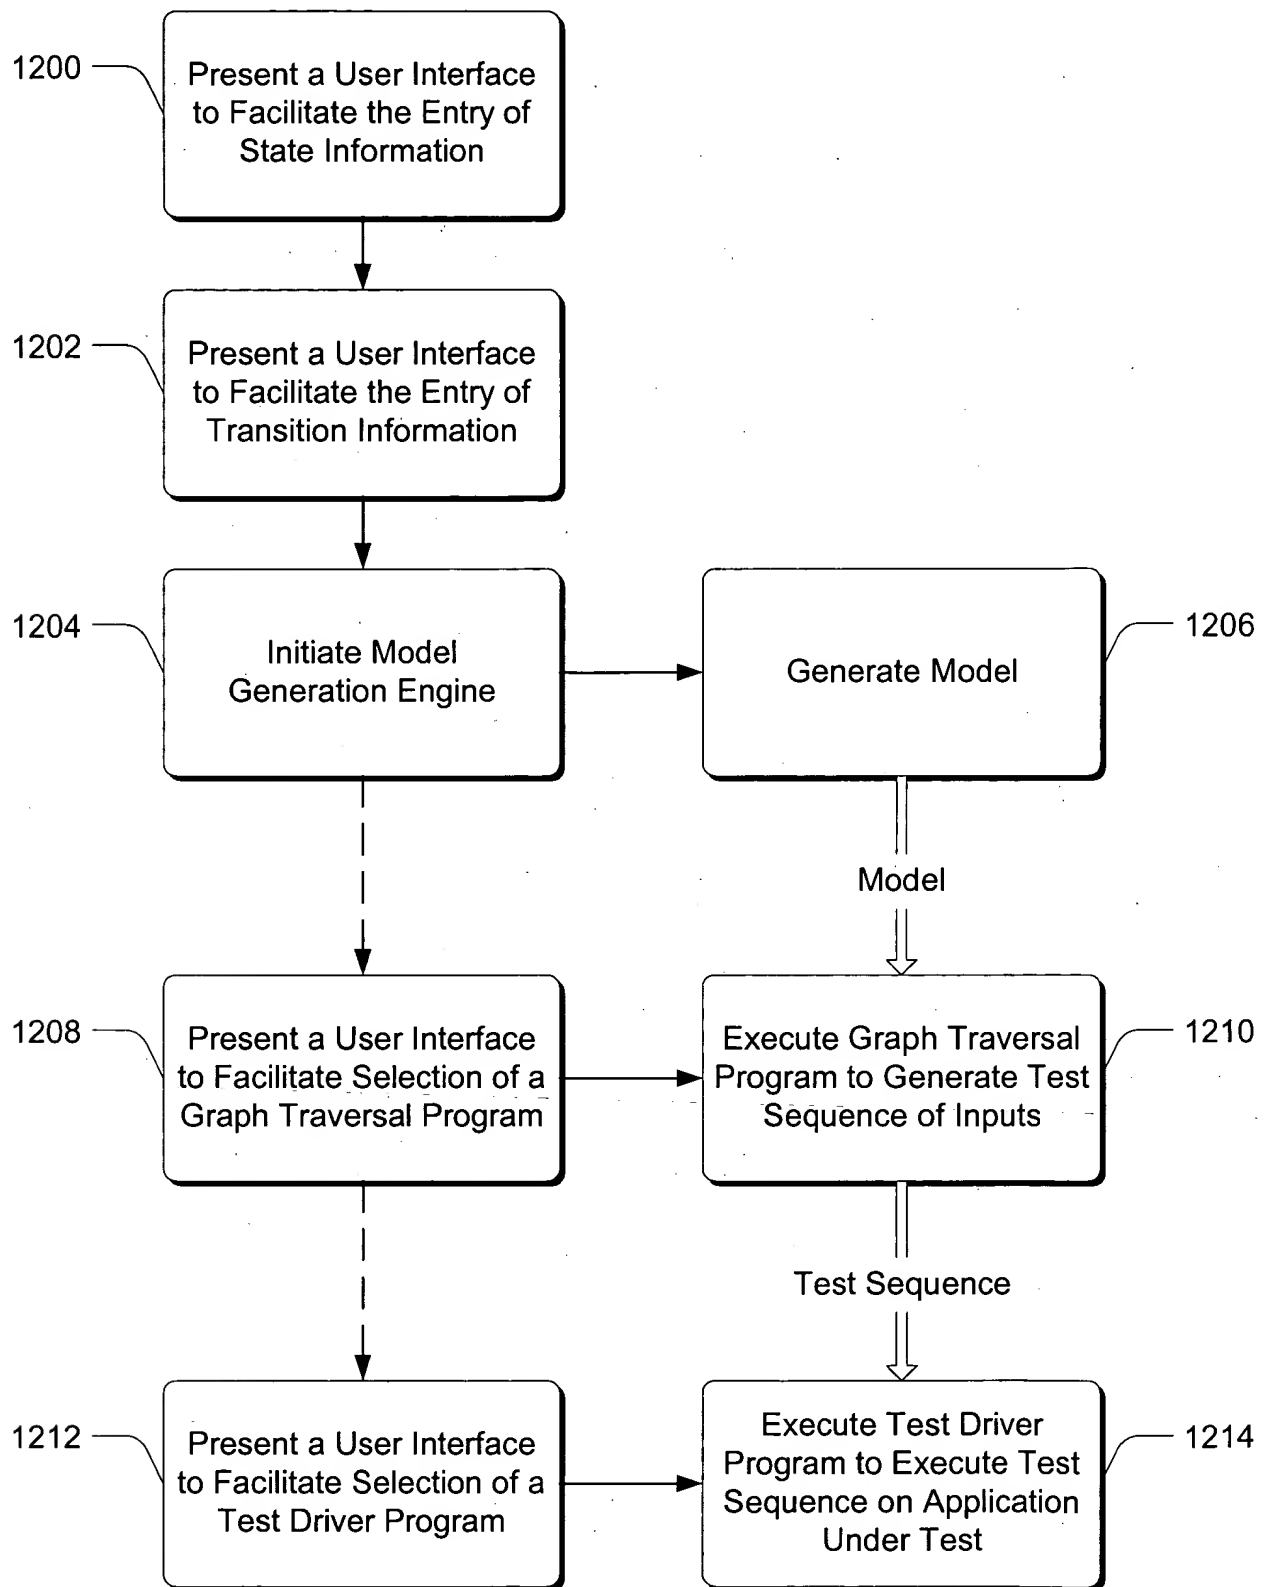 1200
Present a User Interface
to Facilitate the Entry of
State Information
1202
Present a User Interface
to Facilitate the Entry of
Transition Information
1204
Initiate Model
Generation Engine
Generate Model
1206
Model
1208
Present a User Interface
to Facilitate Selection of a
Graph Traversal Program
Execute Graph Traversal
Program to Generate Test
Sequence of Inputs
1210
Test Sequence
1212
Present a User Interface
to Facilitate Selection of a
Test Driver Program
Execute Test Driver
Program to Execute Test
Sequence on Application
Under Test
1214